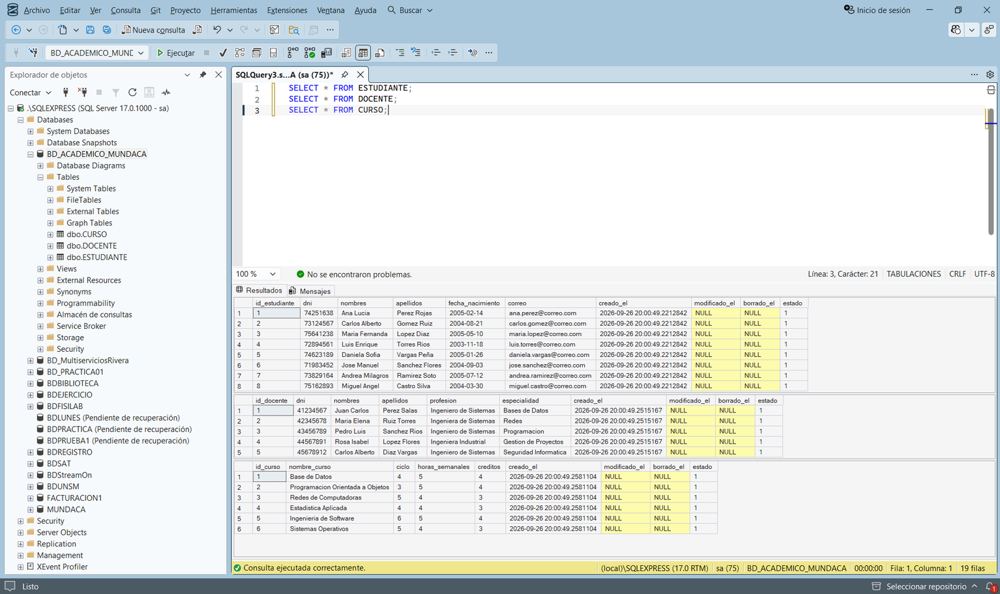 Archivo Editar Ver Consulta Git Proyecto Herramientas Extensiones Ventana Ayuda Buscar Inicio de sesión
Nueva consulta
BD_ACADEMICO_MUND Ejecutar
Explorador de objetos
Conectar
.\SQLEXPRESS (SQL Server 17.0.1000 - sa)
Databases
System Databases
Database Snapshots
BD_ACADEMICO_MUNDACA
Database Diagrams
Tables
System Tables
FileTables
External Tables
Graph Tables
dbo.CURSO
dbo.DOCENTE
dbo.ESTUDIANTE
Views
External Resources
Synonyms
Programmability
Almacén de consultas
Service Broker
Storage
Security
BD_MultiserviciosRivera
BD_PRACTICA01
BDBIBLIOTECA
BDEJERCICIO
BDFISILAB
BDLUNES (Pendiente de recuperación)
BDPRACTICA (Pendiente de recuperación)
BDPRUEBA1 (Pendiente de recuperación)
BDREGISTRO
BDSAT
BDStreamOn
BDUNSM
FACTURACION1
MUNDACA
Security
Server Objects
Replication
Management
XEvent Profiler
SQLQuery3.s...A (sa (75))*
1 SELECT * FROM ESTUDIANTE;
2 SELECT * FROM DOCENTE;
3 SELECT * FROM CURSO;
100 % No se encontraron problemas. Línea: 3, Carácter: 21 TABULACIONES CRLF UTF-8
Resultados Mensajes
id_estudiante dni nombres apellidos fecha_nacimiento correo creado_el modificado_el borrado_el estado
1 1 74251638 Ana Lucia Perez Rojas 2005-02-14 ana.perez@correo.com 2026-09-26 20:00:49.2212842 NULL NULL 1
2 2 73124567 Carlos Alberto Gomez Ruiz 2004-08-21 carlos.gomez@correo.com 2026-09-26 20:00:49.2212842 NULL NULL 1
3 3 75641238 Maria Fernanda Lopez Diaz 2005-05-10 maria.lopez@correo.com 2026-09-26 20:00:49.2212842 NULL NULL 1
4 4 72894561 Luis Enrique Torres Rios 2003-11-18 luis.torres@correo.com 2026-09-26 20:00:49.2212842 NULL NULL 1
5 5 74623189 Daniela Sofia Vargas Peña 2005-01-26 daniela.vargas@correo.com 2026-09-26 20:00:49.2212842 NULL NULL 1
6 6 71983452 Jose Manuel Sanchez Flores 2004-09-03 jose.sanchez@correo.com 2026-09-26 20:00:49.2212842 NULL NULL 1
7 7 73829164 Andrea Milagros Ramirez Soto 2005-07-12 andrea.ramirez@correo.com 2026-09-26 20:00:49.2212842 NULL NULL 1
8 8 75162893 Miguel Angel Castro Silva 2004-03-30 miguel.castro@correo.com 2026-09-26 20:00:49.2212842 NULL NULL 1
id_docente dni nombres apellidos profesion especialidad creado_el modificado_el borrado_el estado
1 1 41234567 Juan Carlos Perez Salas Ingeniero de Sistemas Bases de Datos 2026-09-26 20:00:49.2515167 NULL NULL 1
2 2 42345678 Maria Elena Ruiz Torres Ingeniera de Sistemas Redes 2026-09-26 20:00:49.2515167 NULL NULL 1
3 3 43456789 Pedro Luis Sanchez Rios Ingeniero de Sistemas Programacion 2026-09-26 20:00:49.2515167 NULL NULL 1
4 4 44567891 Rosa Isabel Lopez Flores Ingeniera Industrial Gestion de Proyectos 2026-09-26 20:00:49.2515167 NULL NULL 1
5 5 45678912 Carlos Alberto Diaz Vargas Ingeniero de Sistemas Seguridad Informatica 2026-09-26 20:00:49.2515167 NULL NULL 1
id_curso nombre_curso ciclo horas_semanales creditos creado_el modificado_el borrado_el estado
1 1 Base de Datos 4 5 4 2026-09-26 20:00:49.2581104 NULL NULL 1
2 2 Programacion Orientada a Objetos 3 5 4 2026-09-26 20:00:49.2581104 NULL NULL 1
3 3 Redes de Computadoras 5 4 3 2026-09-26 20:00:49.2581104 NULL NULL 1
4 4 Estadistica Aplicada 4 4 3 2026-09-26 20:00:49.2581104 NULL NULL 1
5 5 Ingenieria de Software 6 5 4 2026-09-26 20:00:49.2581104 NULL NULL 1
6 6 Sistemas Operativos 5 4 3 2026-09-26 20:00:49.2581104 NULL NULL 1
Consulta ejecutada correctamente. (local)\SQLEXPRESS (17.0 RTM) sa (75) BD_ACADEMICO_MUNDACA 00:00:00 Fila: 1, Columna: 1 19 filas
Listo Seleccionar repositorio 1